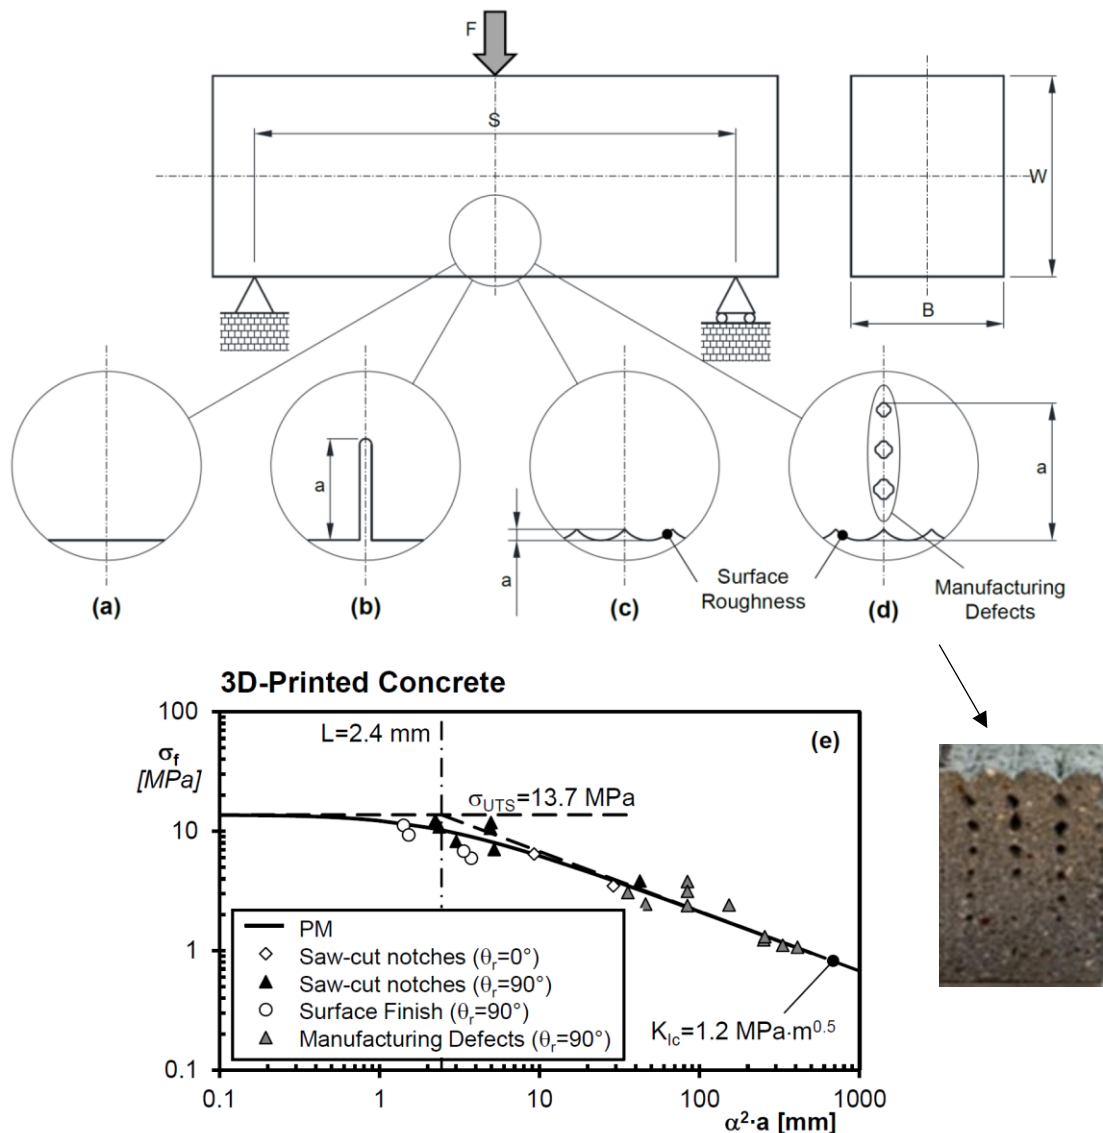 F
S
W
B
a
a
a
a
Surface
Roughness
Manufacturing
Defects
(a)
(b)
(c)
(d)
3D-Printed Concrete
(e)
100
10
1
0.1
σf
[MPa]
L=2.4 mm
σUTS=13.7 MPa
PM
Saw-cut notches (θr=0°)
Saw-cut notches (θr=90°)
Surface Finish (θr=90°)
Manufacturing Defects (θr=90°)
KIc=1.2 MPa·m0.5
0.1
1
10
100
1000
α²·a [mm]